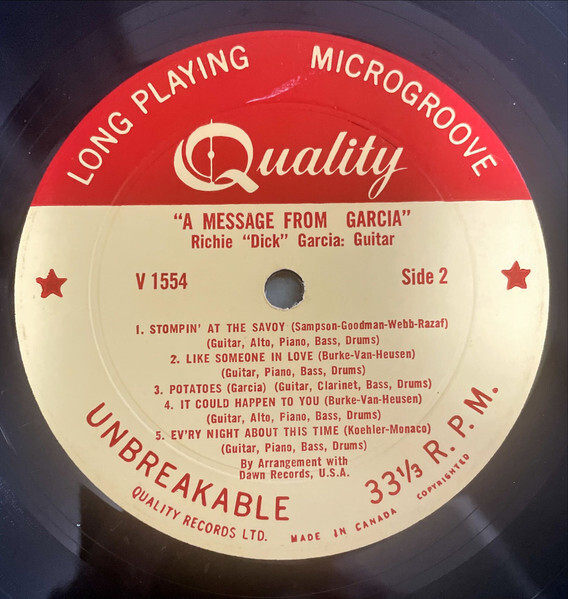 LONG PLAYING MICROGROOVE
Quality
"A MESSAGE FROM GARCIA"
Richie "Dick" Garcia: Guitar
V 1554
Side 2
1. STOMPIN' AT THE SAVOY (Sampson-Goodman-Webb-Razaf)
(Guitar, Alto, Piano, Bass, Drums)
2. LIKE SOMEONE IN LOVE (Burke-Van-Heusen)
(Guitar, Piano, Bass, Drums)
3. POTATOES (Garcia) (Guitar, Clarinet, Bass, Drums)
4. IT COULD HAPPEN TO YOU (Burke-Van-Heusen)
(Guitar, Alto, Piano, Bass, Drums)
5. EV'RY NIGHT ABOUT THIS TIME (Koehler-Monaco)
(Guitar, Piano, Bass, Drums)
By Arrangement with
Dawn Records, U.S.A.
UNBREAKABLE
33⅓ R. P. M.
QUALITY RECORDS LTD.
MADE IN CANADA
COPYRIGHTED